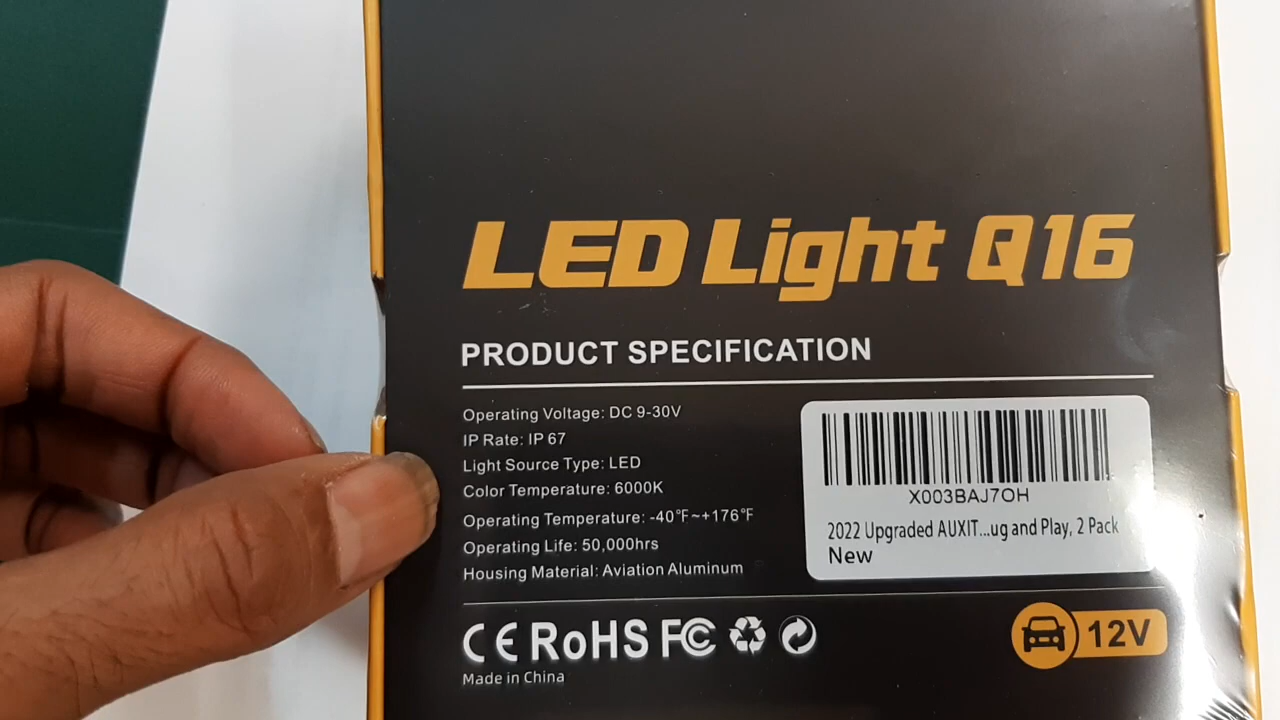 LED Light Q16
PRODUCT SPECIFICATION
Operating Voltage: DC 9-30V
IP Rate: IP 67
Light Source Type: LED
Color Temperature: 6000K
Operating Temperature: -40°F~+176°F
Operating Life: 50,000hrs
Housing Material: Aviation Aluminum
X003BAJ7OH
2022 Upgraded AUXIT...ug and Play, 2 Pack
New
CE RoHS FC
Made in China
12V